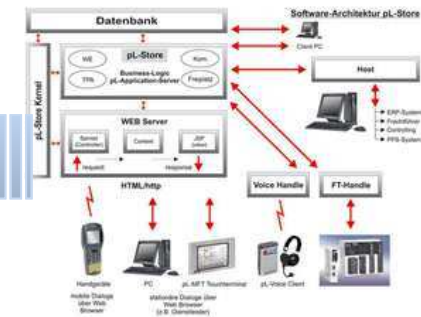 Software-Architektur pL-Store
Datenbank
Client PC
pL-Store
WE
Kom.
Business-Logic
pL-Application-Server
TPA
Freiplatz
Host
pL-Store Kernel
WEB Server
Servlet
(Controller)
Context
JSP
(view)
request
response
ERP-System
Frachtführer
Controlling
PPS-System
HTML/http
Voice Handle
FT-Handle
Handgeräte
PC
pL-MFT Touchterminal
pL-Voice Client
mobile Dialoge
über Web
Browser
stationäre Dialoge über
Web Browser
(z.B. Dienstleister)